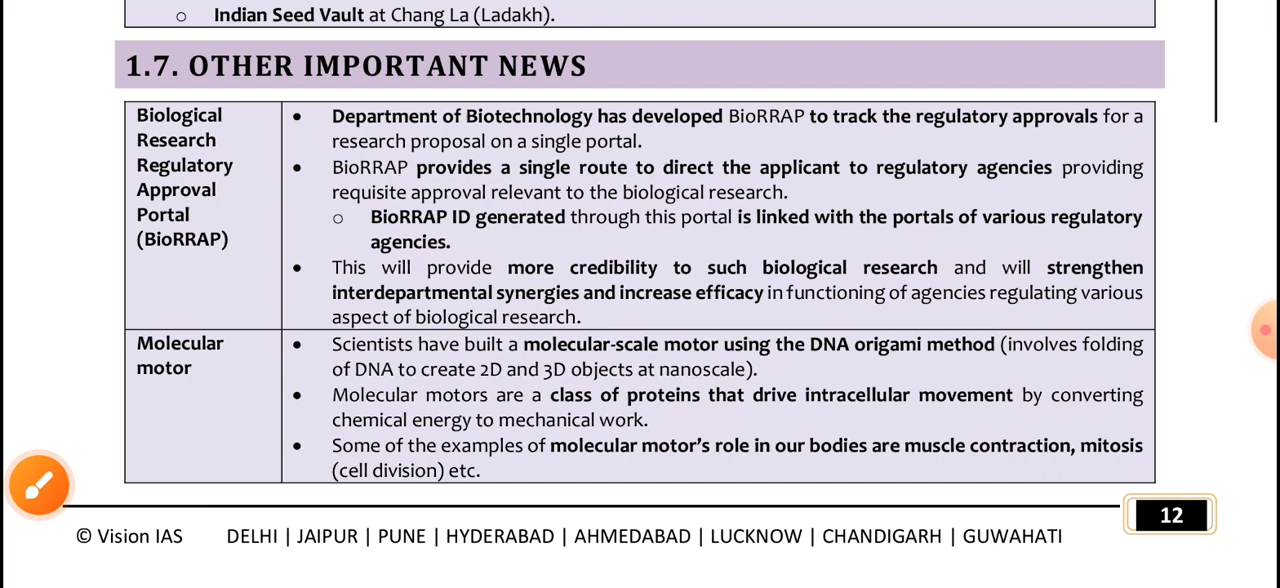 o Indian Seed Vault at Chang La (Ladakh).
1.7. OTHER IMPORTANT NEWS
Biological
Research
Regulatory
Approval
Portal
(BioRRAP)
• Department of Biotechnology has developed BioRRAP to track the regulatory approvals for a
research proposal on a single portal.
• BioRRAP provides a single route to direct the applicant to regulatory agencies providing
requisite approval relevant to the biological research.
o BioRRAP ID generated through this portal is linked with the portals of various regulatory
agencies.
• This will provide more credibility to such biological research and will strengthen
interdepartmental synergies and increase efficacy in functioning of agencies regulating various
aspect of biological research.
Molecular
motor
• Scientists have built a molecular-scale motor using the DNA origami method (involves folding
of DNA to create 2D and 3D objects at nanoscale).
• Molecular motors are a class of proteins that drive intracellular movement by converting
chemical energy to mechanical work.
• Some of the examples of molecular motor's role in our bodies are muscle contraction, mitosis
(cell division) etc.
12
© Vision IAS DELHI | JAIPUR | PUNE | HYDERABAD | AHMEDABAD | LUCKNOW | CHANDIGARH | GUWAHATI